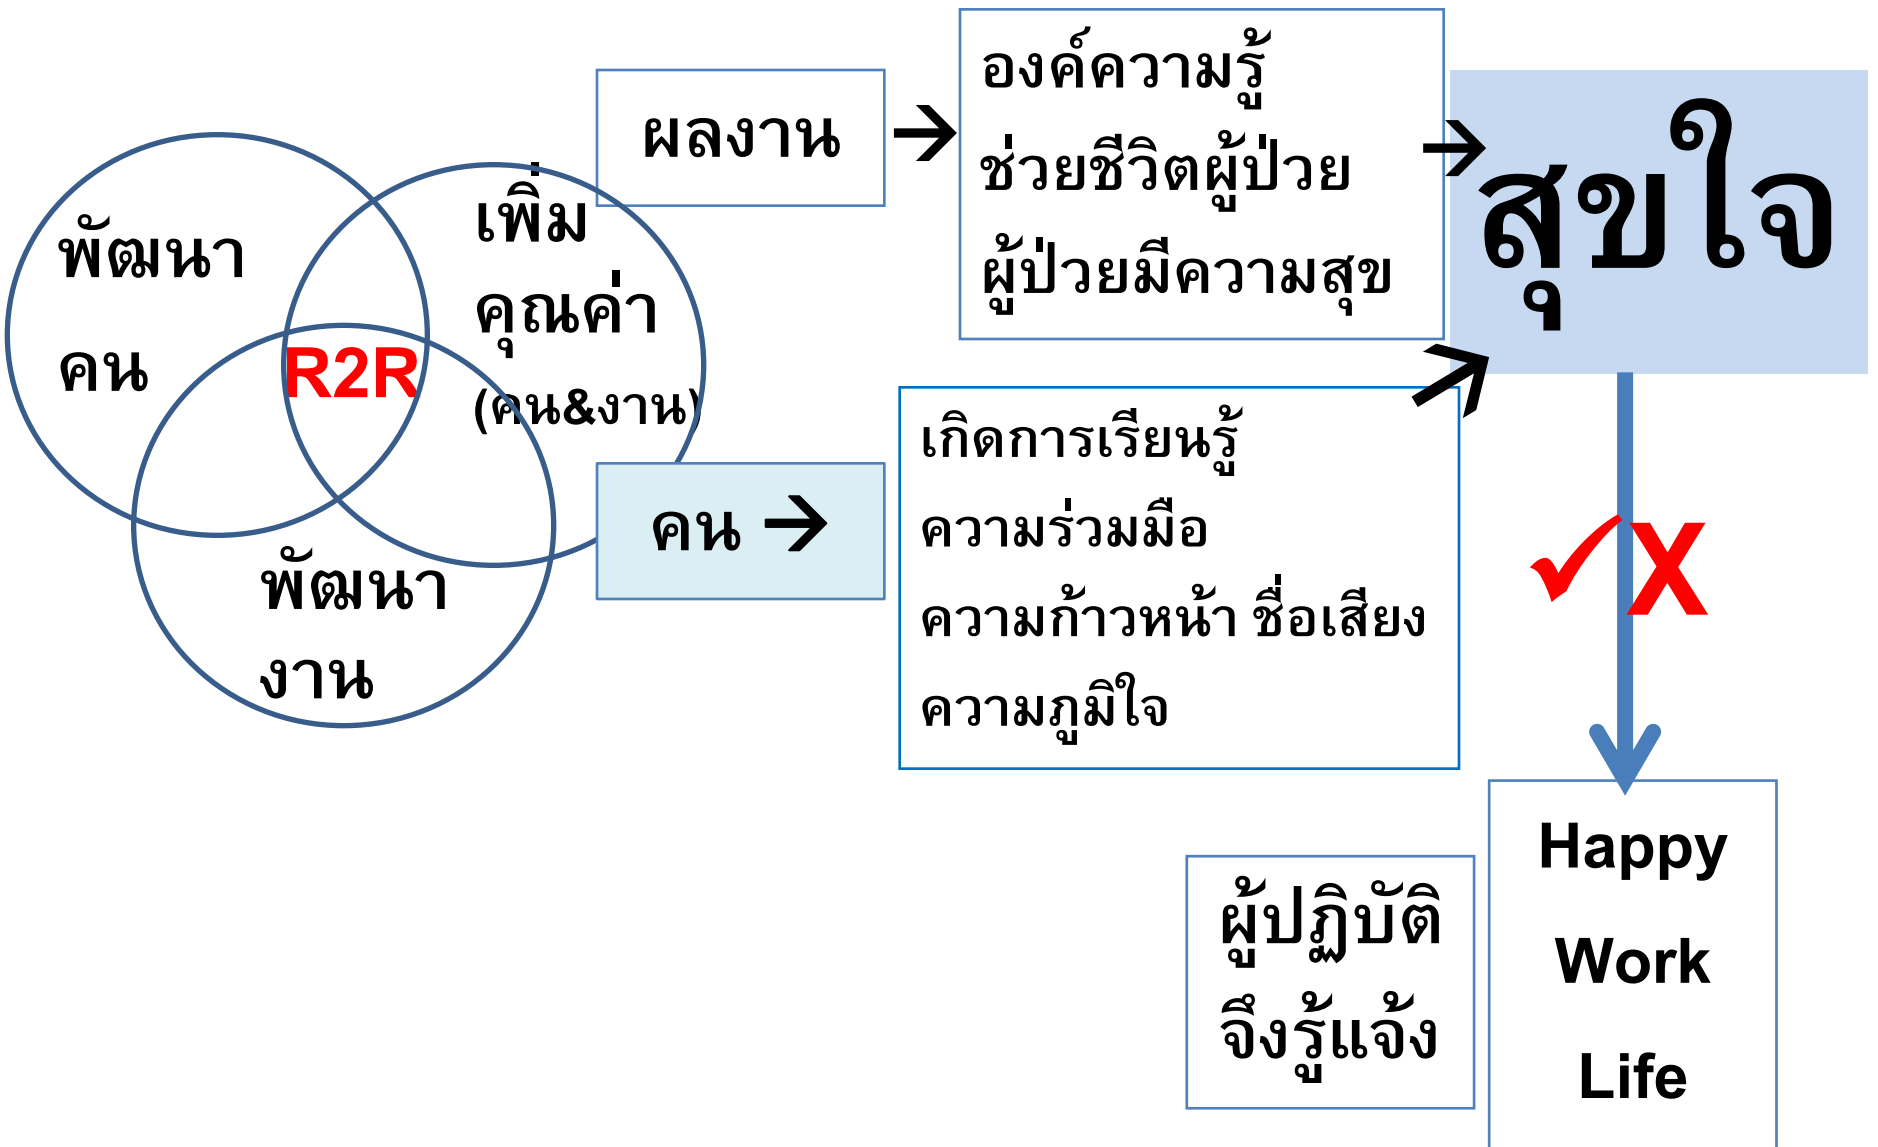 พัฒนา
คน
เพิ่ม
คุณค่า
(คน&งาน)
R2R
พัฒนา
งาน
ผลงาน →
องค์ความรู้
ช่วยชีวิตผู้ป่วย
ผู้ป่วยมีความสุข
→
สุขใจ
คน →
เกิดการเรียนรู้
ความร่วมมือ
ความก้าวหน้า ชื่อเสียง
ความภูมิใจ
✓X
ผู้ปฏิบัติ
จึงรู้แจ้ง
Happy
Work
Life